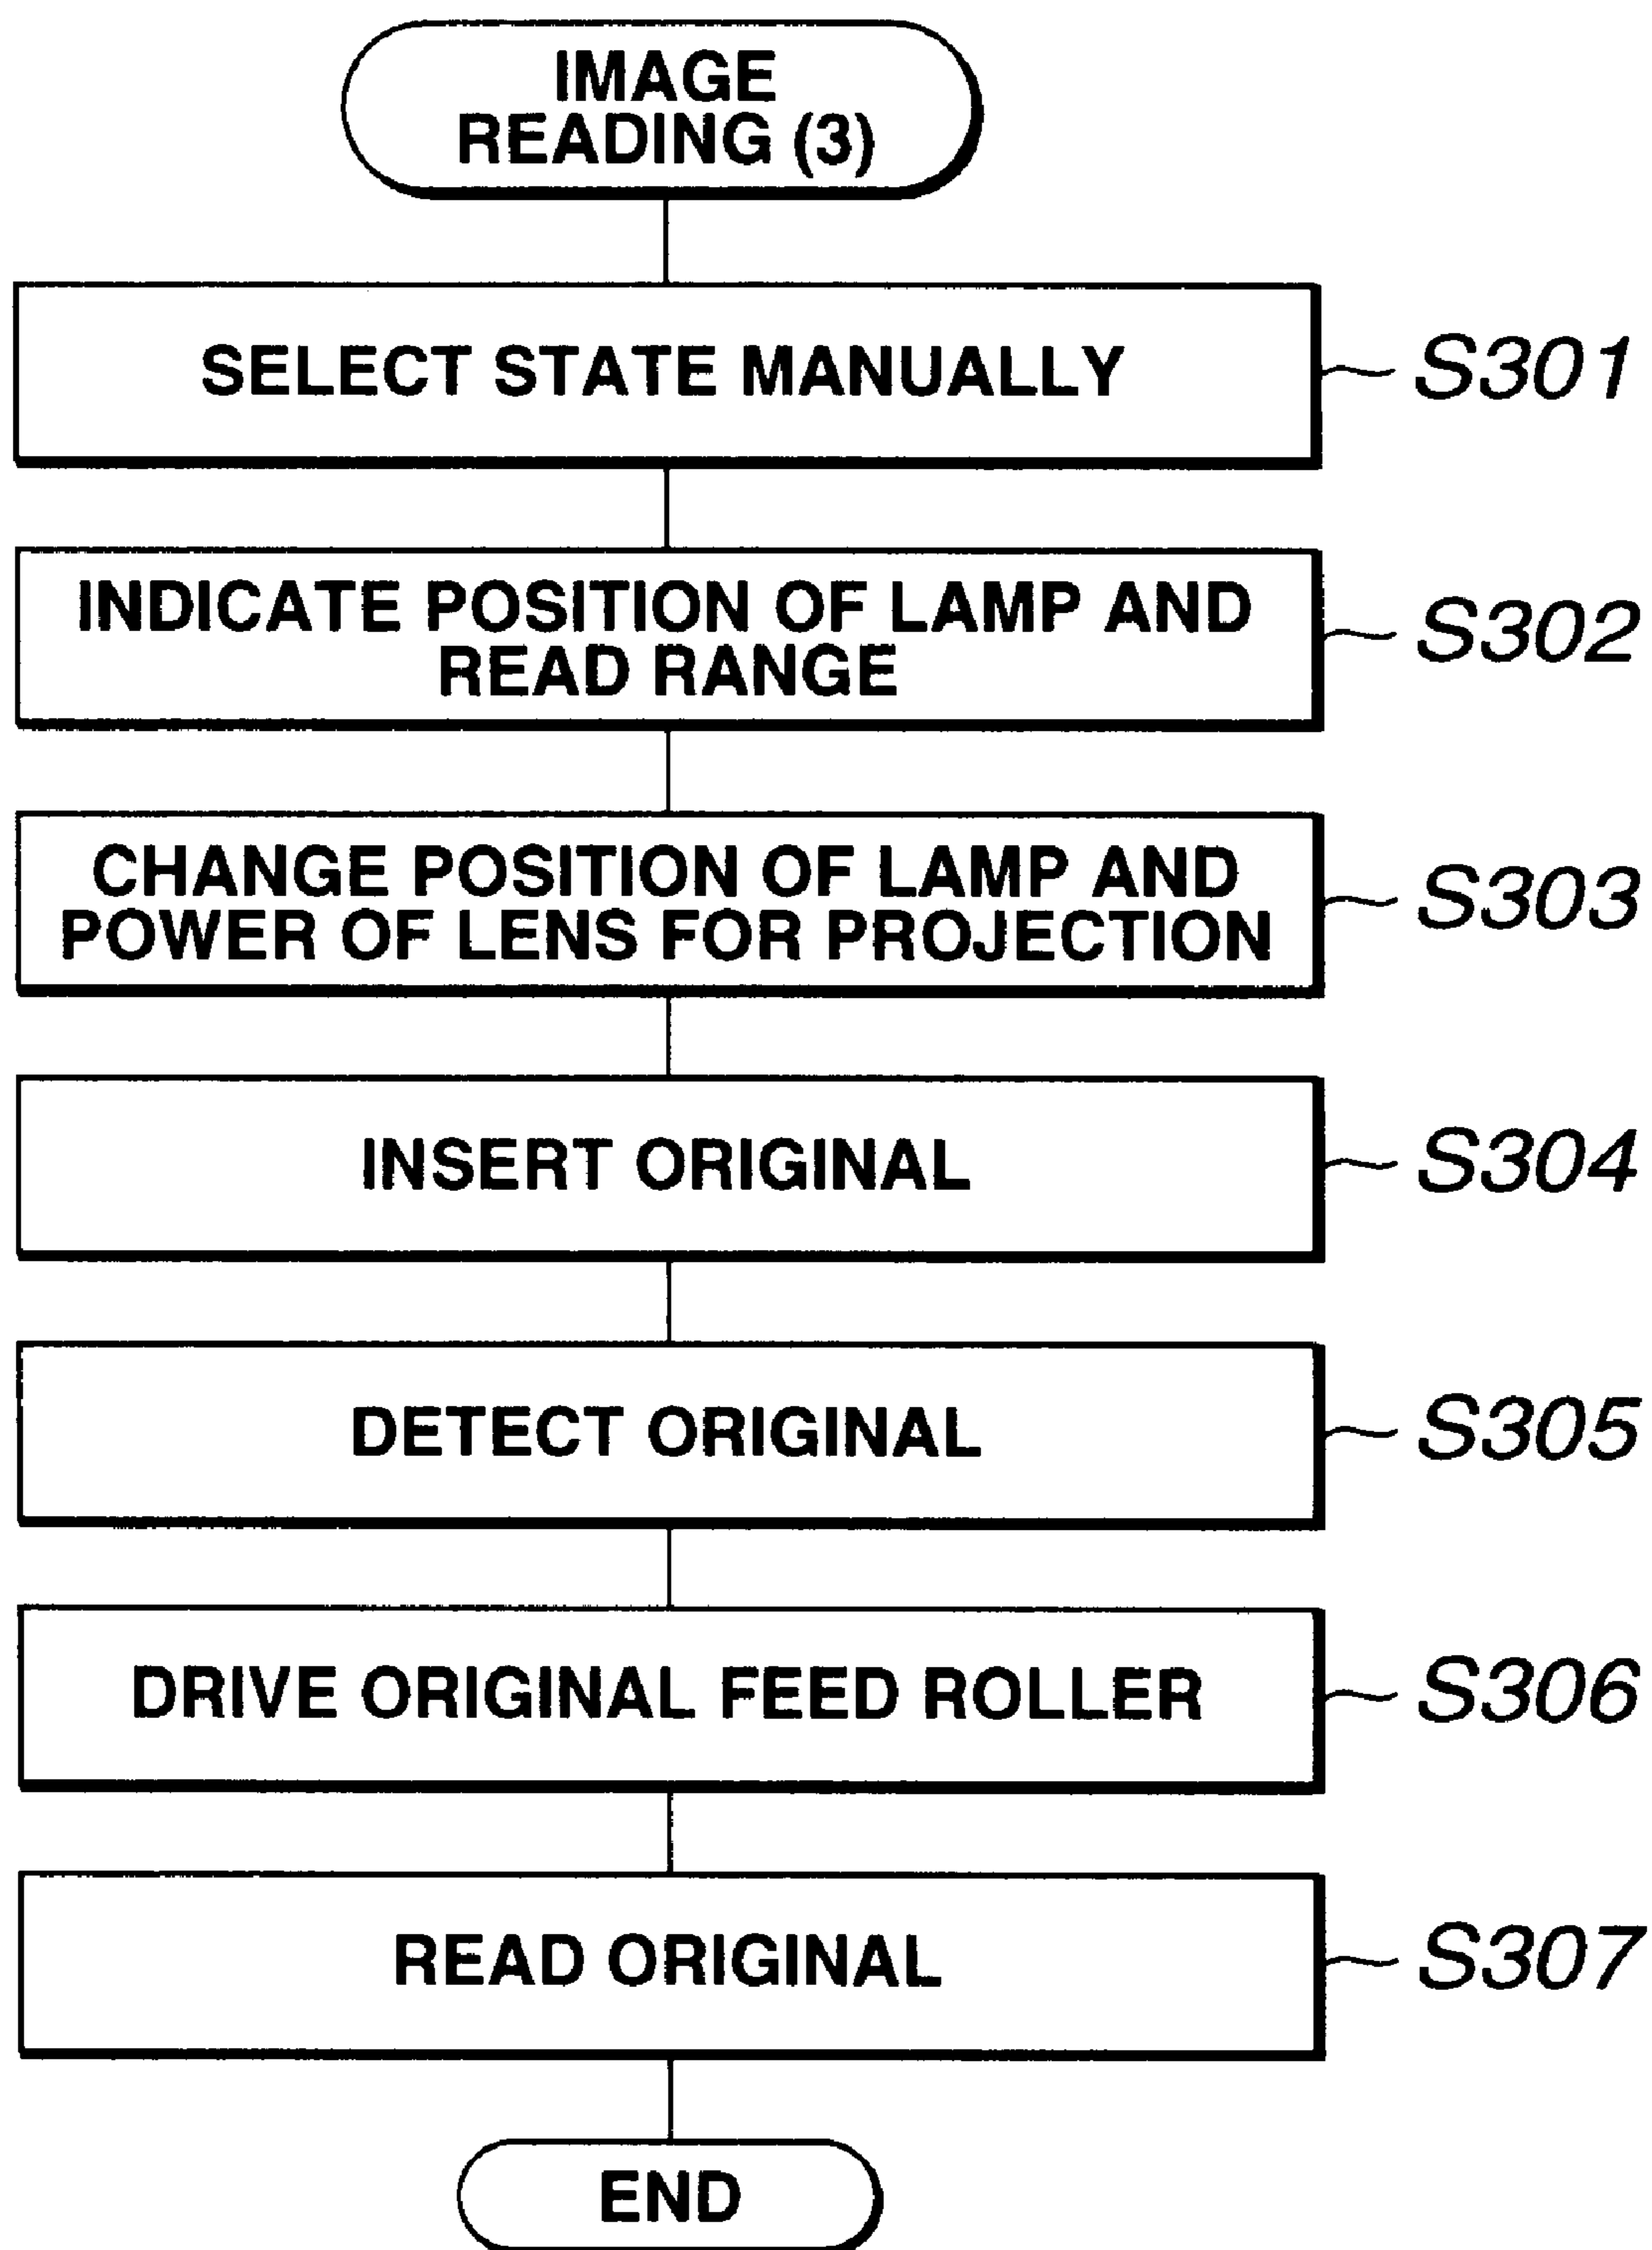 IMAGE
READING (3)
SELECT STATE MANUALLY
S301
INDICATE POSITION OF LAMP AND
READ RANGE
S302
CHANGE POSITION OF LAMP AND
POWER OF LENS FOR PROJECTION
S303
INSERT ORIGINAL
S304
DETECT ORIGINAL
S305
DRIVE ORIGINAL FEED ROLLER
S306
READ ORIGINAL
S307
END